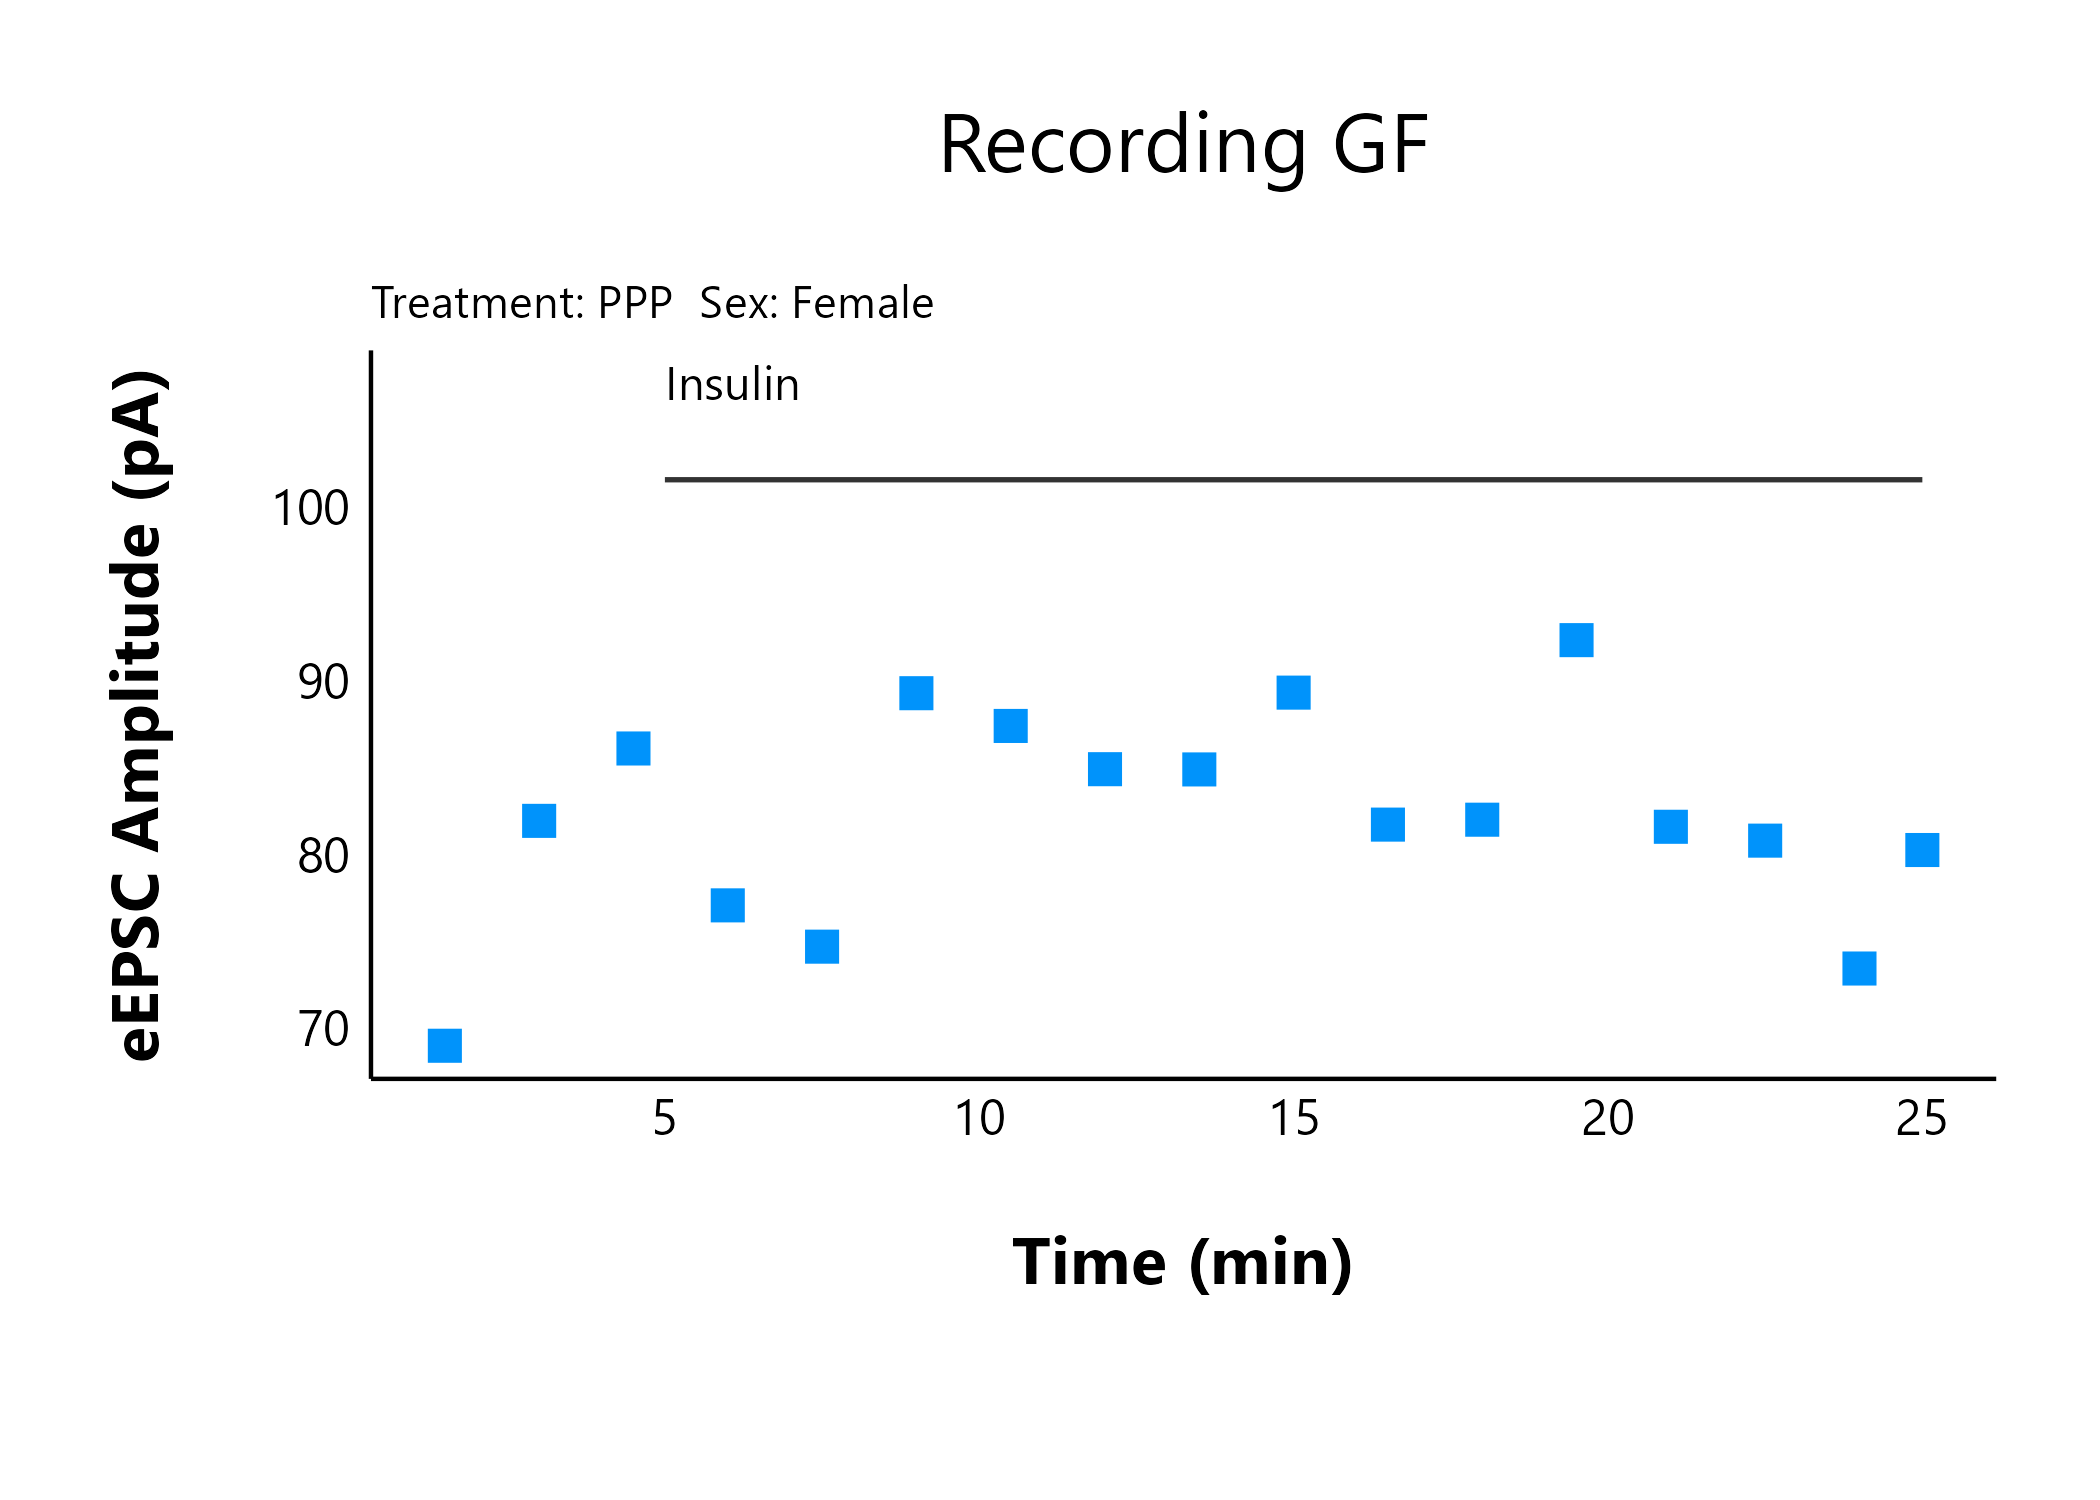 Recording GF
Treatment: PPP  Sex: Female
Insulin
eEPSC Amplitude (pA)
100
90
80
70
5 10 15 20 25
Time (min)